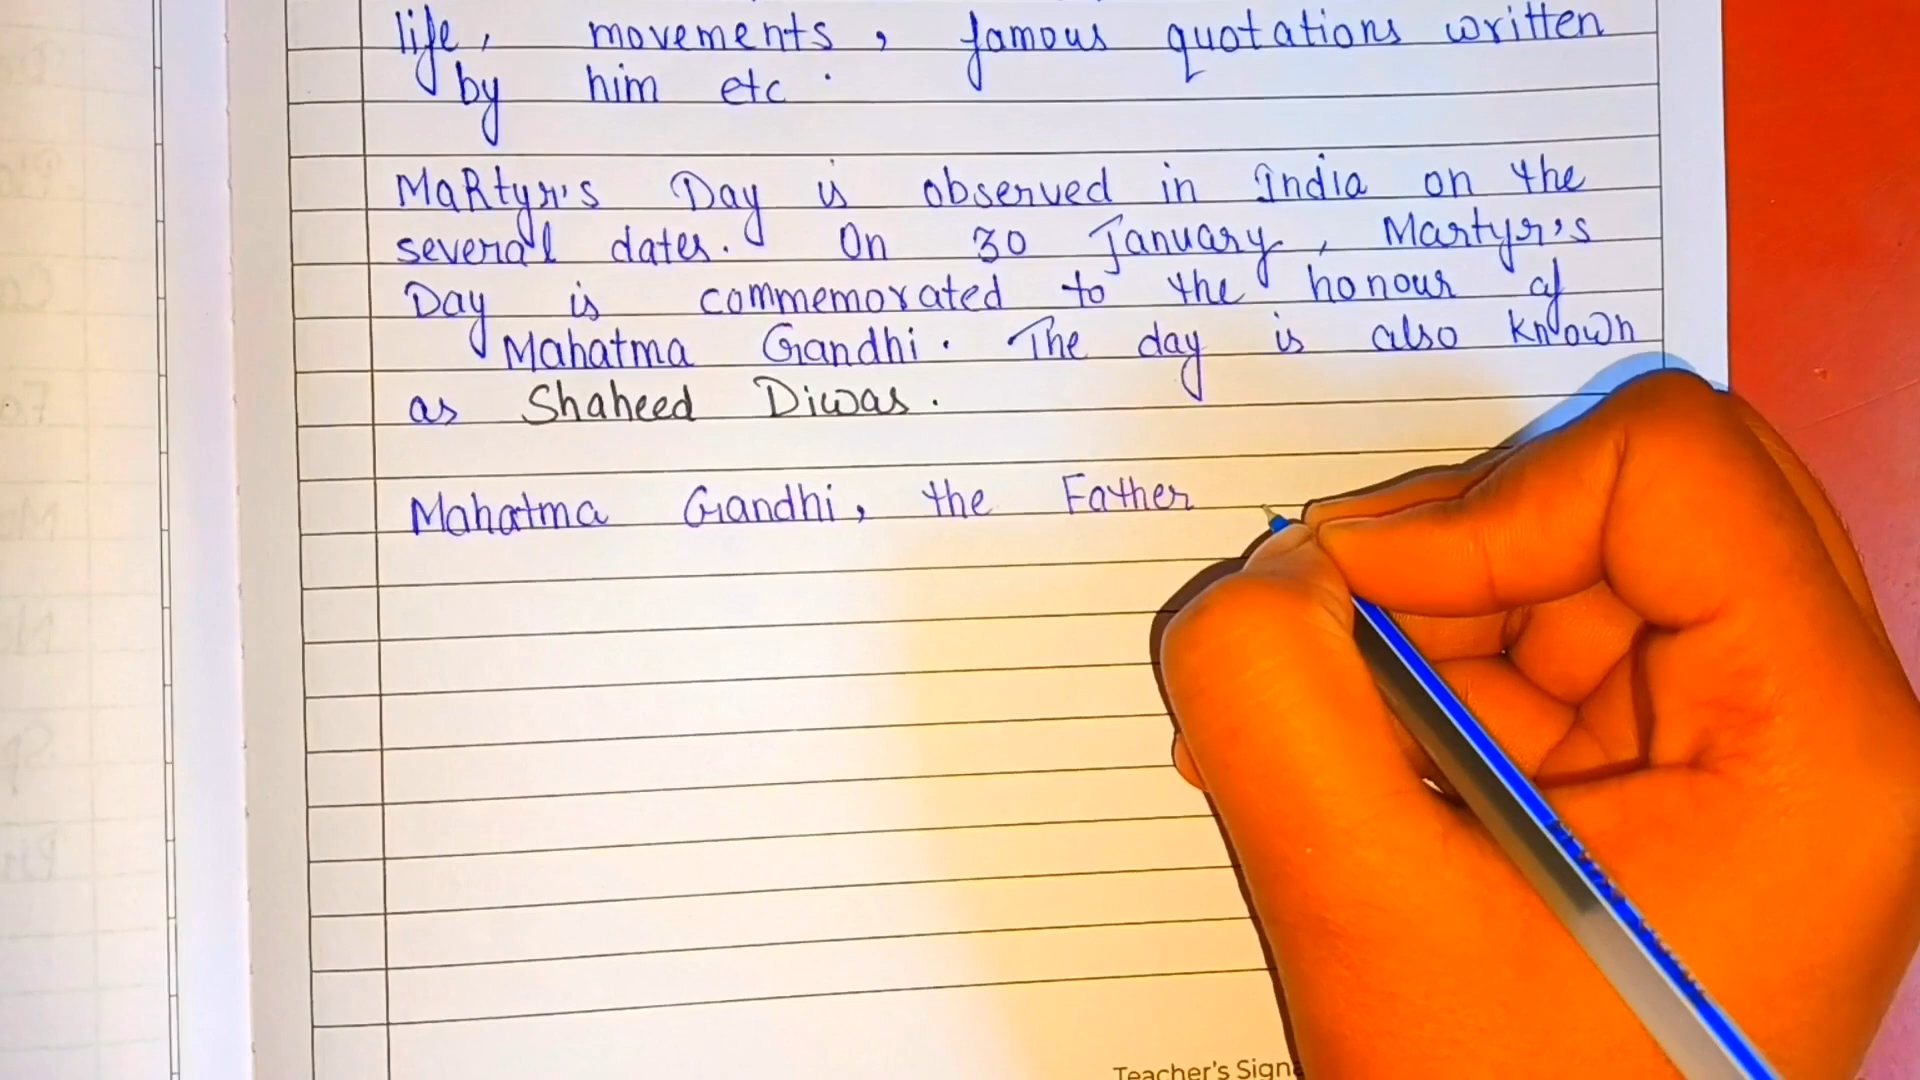 life, movements, famous quotations written
by him etc.
MaRtyr's Day is observed in India on the
several dates. On 30 January, Martyr's
Day is commemorated to the honour of
Mahatma Gandhi. The day is also known
as Shaheed Diwas.
Mahatma Gandhi, the Father
Teacher's Sign